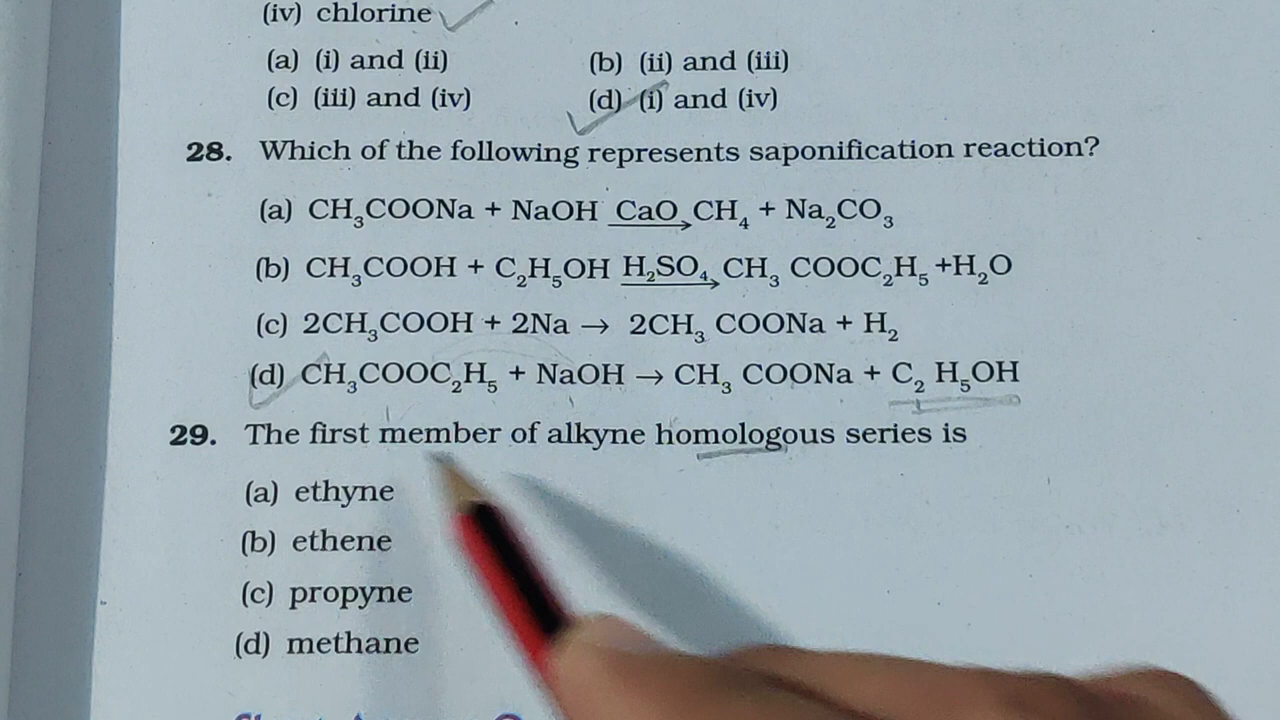 (iv) chlorine
(a) (i) and (ii) (b) (ii) and (iii)
(c) (iii) and (iv) (d) (i) and (iv)
28. Which of the following represents saponification reaction?
(a) CH₃COONa + NaOH CaO→ CH₄ + Na₂CO₃
(b) CH₃COOH + C₂H₅OH H₂SO₄→ CH₃ COOC₂H₅ +H₂O
(c) 2CH₃COOH + 2Na → 2CH₃ COONa + H₂
(d) CH₃COOC₂H₅ + NaOH → CH₃ COONa + C₂ H₅OH
29. The first member of alkyne homologous series is
(a) ethyne
(b) ethene
(c) propyne
(d) methane